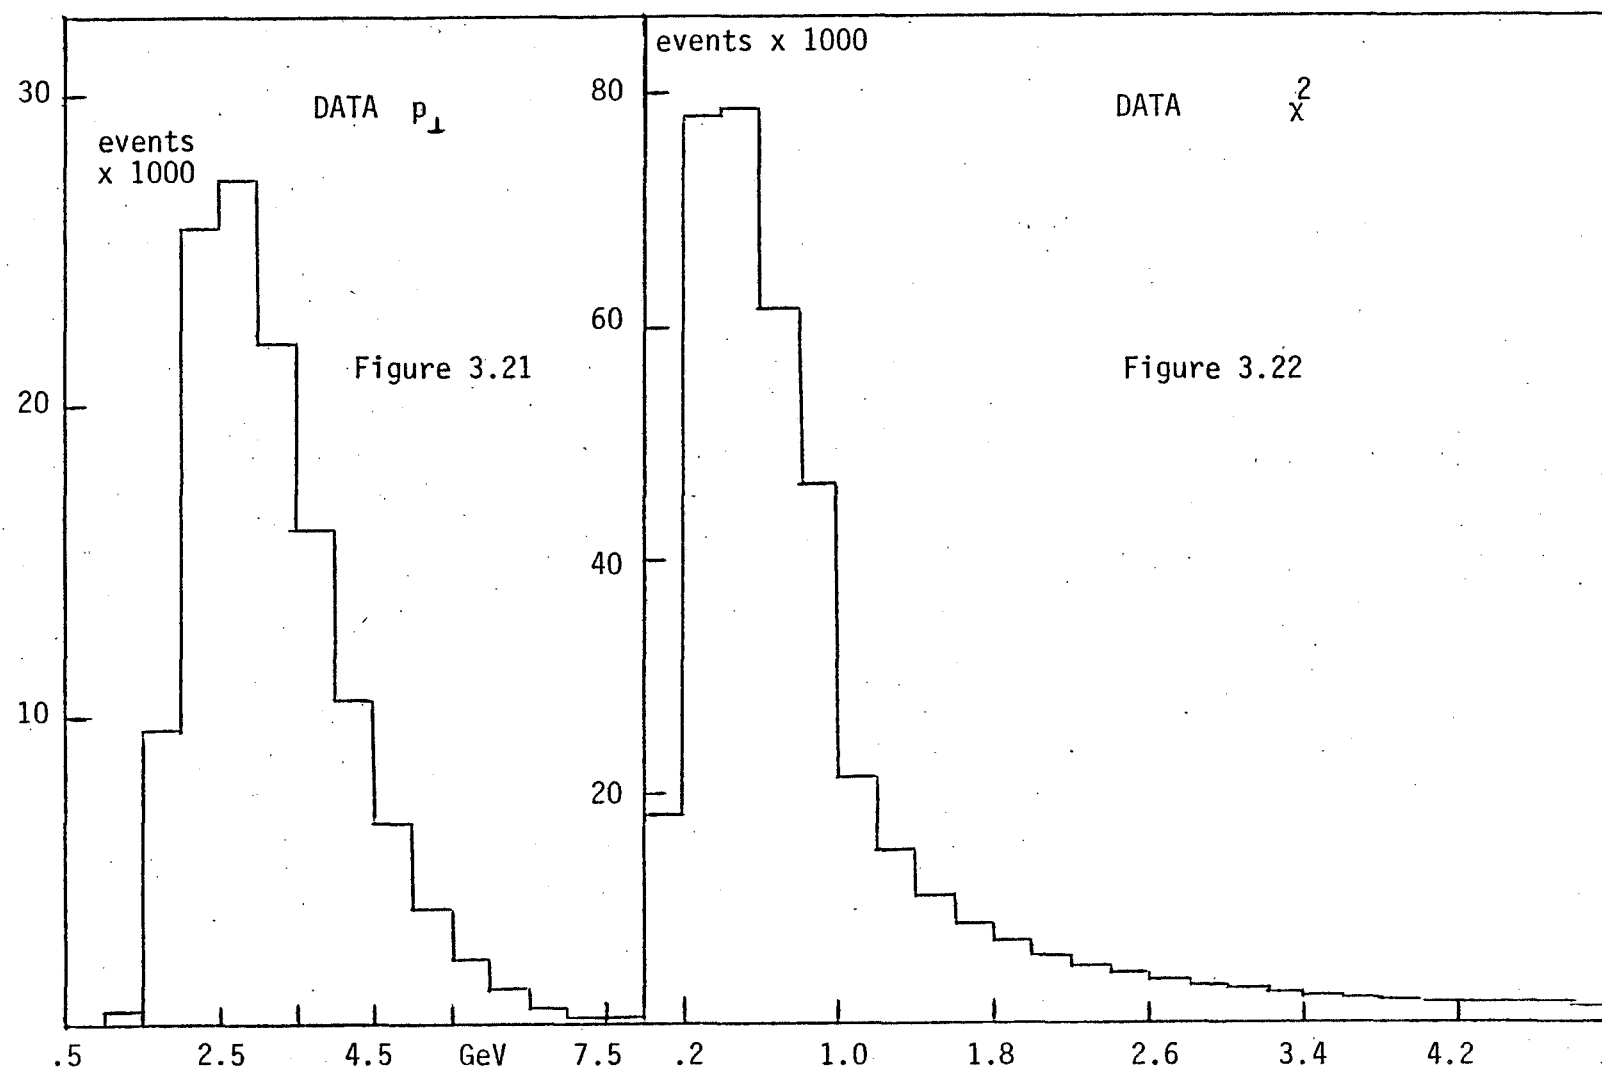 events x 1000
30
DATA p⊥
80
DATA χ²
events
x 1000
60
Figure 3.21
Figure 3.22
20
40
10
20
.5 2.5 4.5 GeV 7.5
.2 1.0 1.8 2.6 3.4 4.2